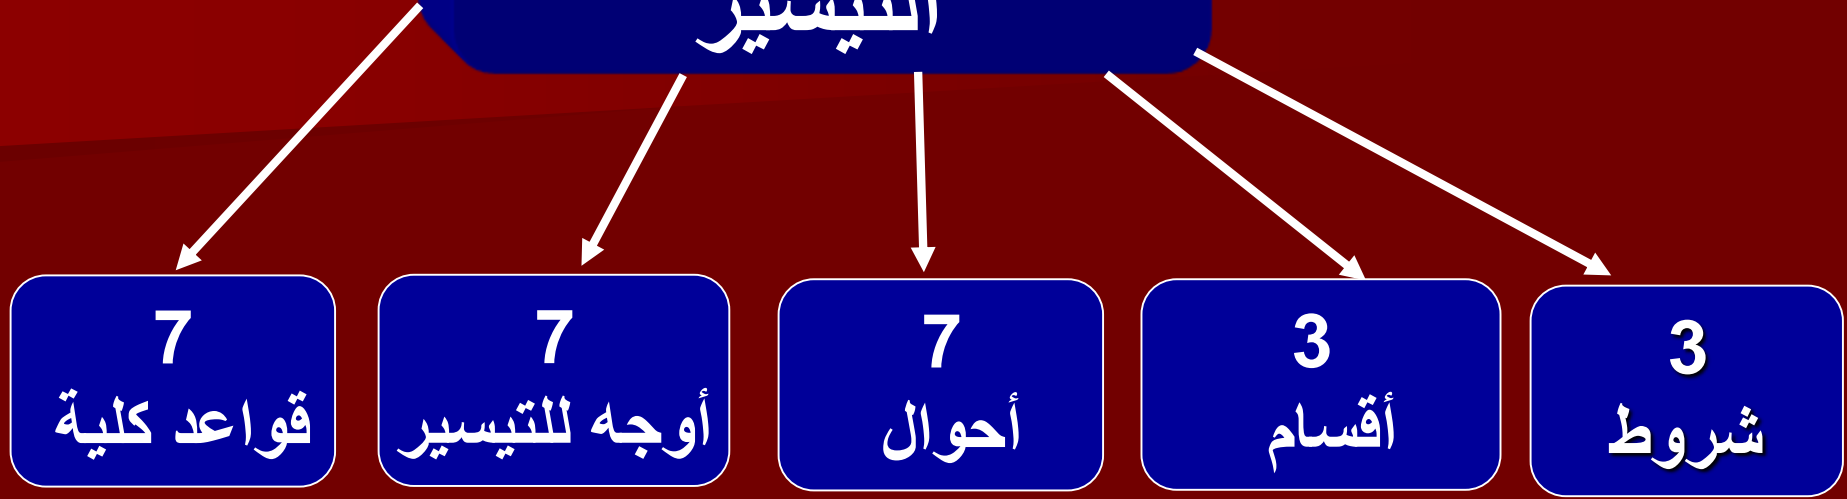 التيسير
3
شروط
3
أقسام
7
أحوال
7
أوجه للتيسير
7
قواعد كلية